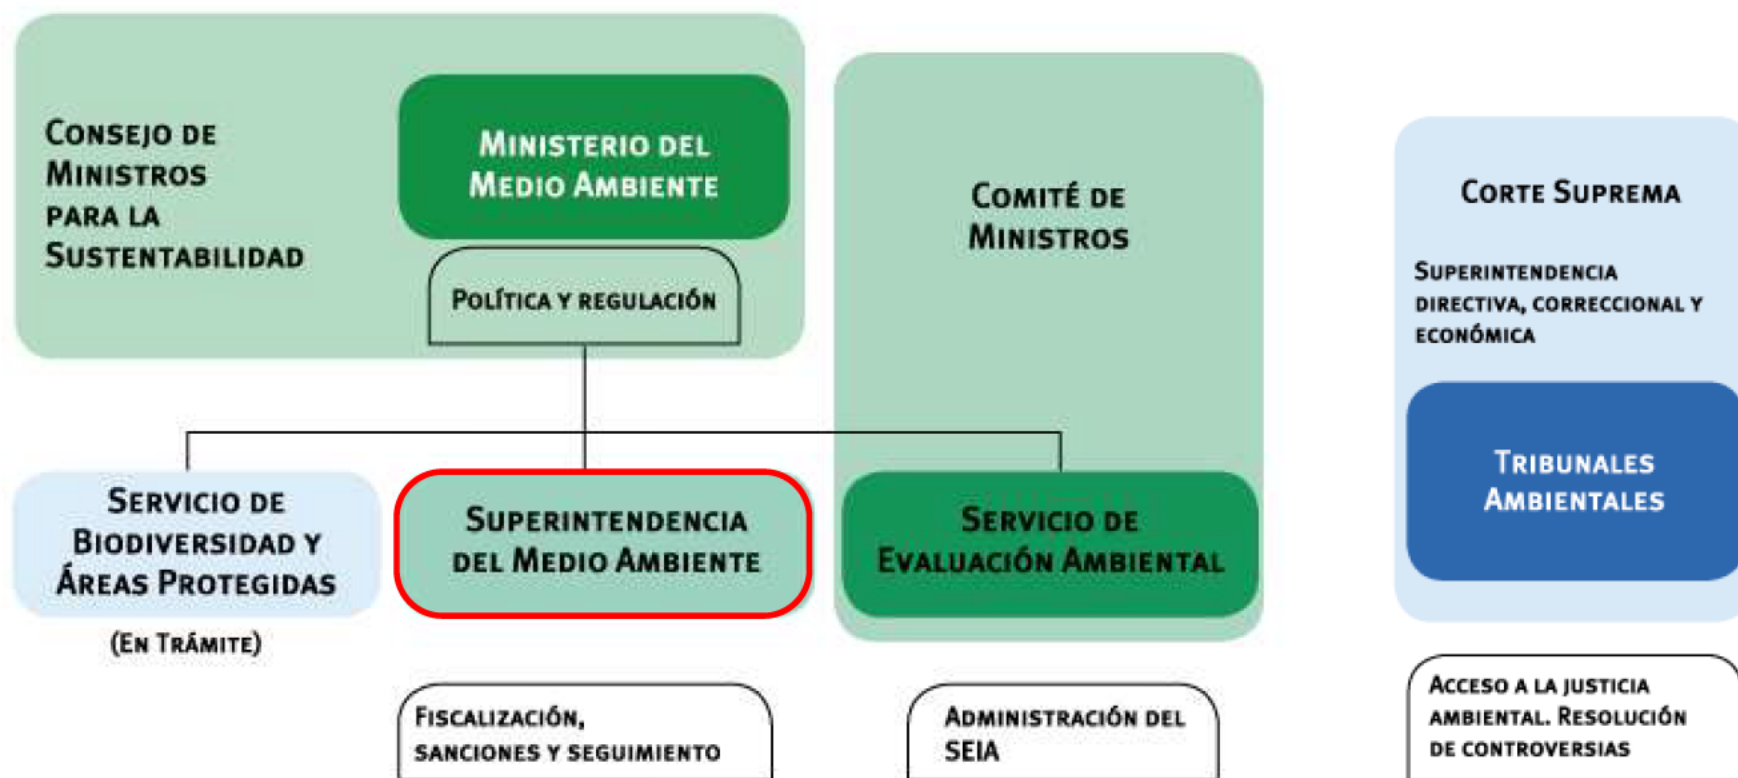 CONSEJO DE
MINISTROS
PARA LA
SUSTENTABILIDAD
MINISTERIO DEL
MEDIO AMBIENTE
POLÍTICA Y REGULACIÓN
COMITÉ DE
MINISTROS
CORTE SUPREMA
SUPERINTENDENCIA
DIRECTIVA, CORRECCIONAL Y
ECONÓMICA
TRIBUNALES
AMBIENTALES
SERVICIO DE
BIODIVERSIDAD Y
ÁREAS PROTEGIDAS
(EN TRÁMITE)
SUPERINTENDENCIA
DEL MEDIO AMBIENTE
SERVICIO DE
EVALUACIÓN AMBIENTAL
FISCALIZACIÓN,
SANCIONES Y SEGUIMIENTO
ADMINISTRACIÓN DEL
SEIA
ACCESO A LA JUSTICIA
AMBIENTAL. RESOLUCIÓN
DE CONTROVERSIAS